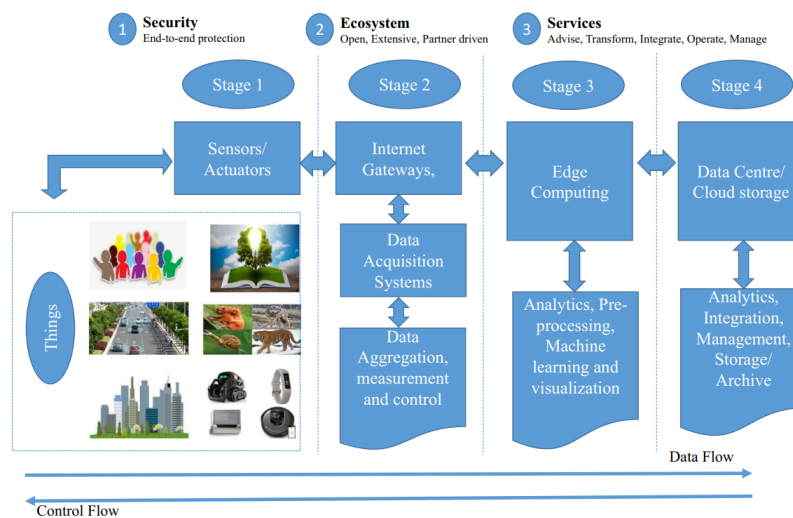 1
Security
End-to-end protection
2
Ecosystem
Open, Extensive, Partner driven
3
Services
Advise, Transform, Integrate, Operate, Manage
Stage 1
Stage 2
Stage 3
Stage 4
Sensors/
Actuators
Internet
Gateways,
Edge
Computing
Data Centre/
Cloud storage
Things
Data
Acquisition
Systems
Data
Aggregation,
measurement
and control
Analytics, Pre-
processing,
Machine
learning and
visualization
Analytics,
Integration,
Management,
Storage/
Archive
Data Flow
Control Flow